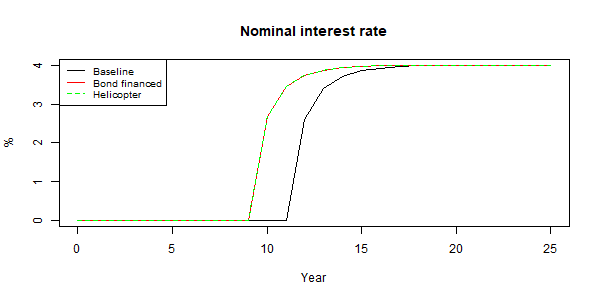 Nominal interest rate
Baseline
Bond financed
Helicopter
%
4
3
2
1
0
0 5 10 15 20 25
Year